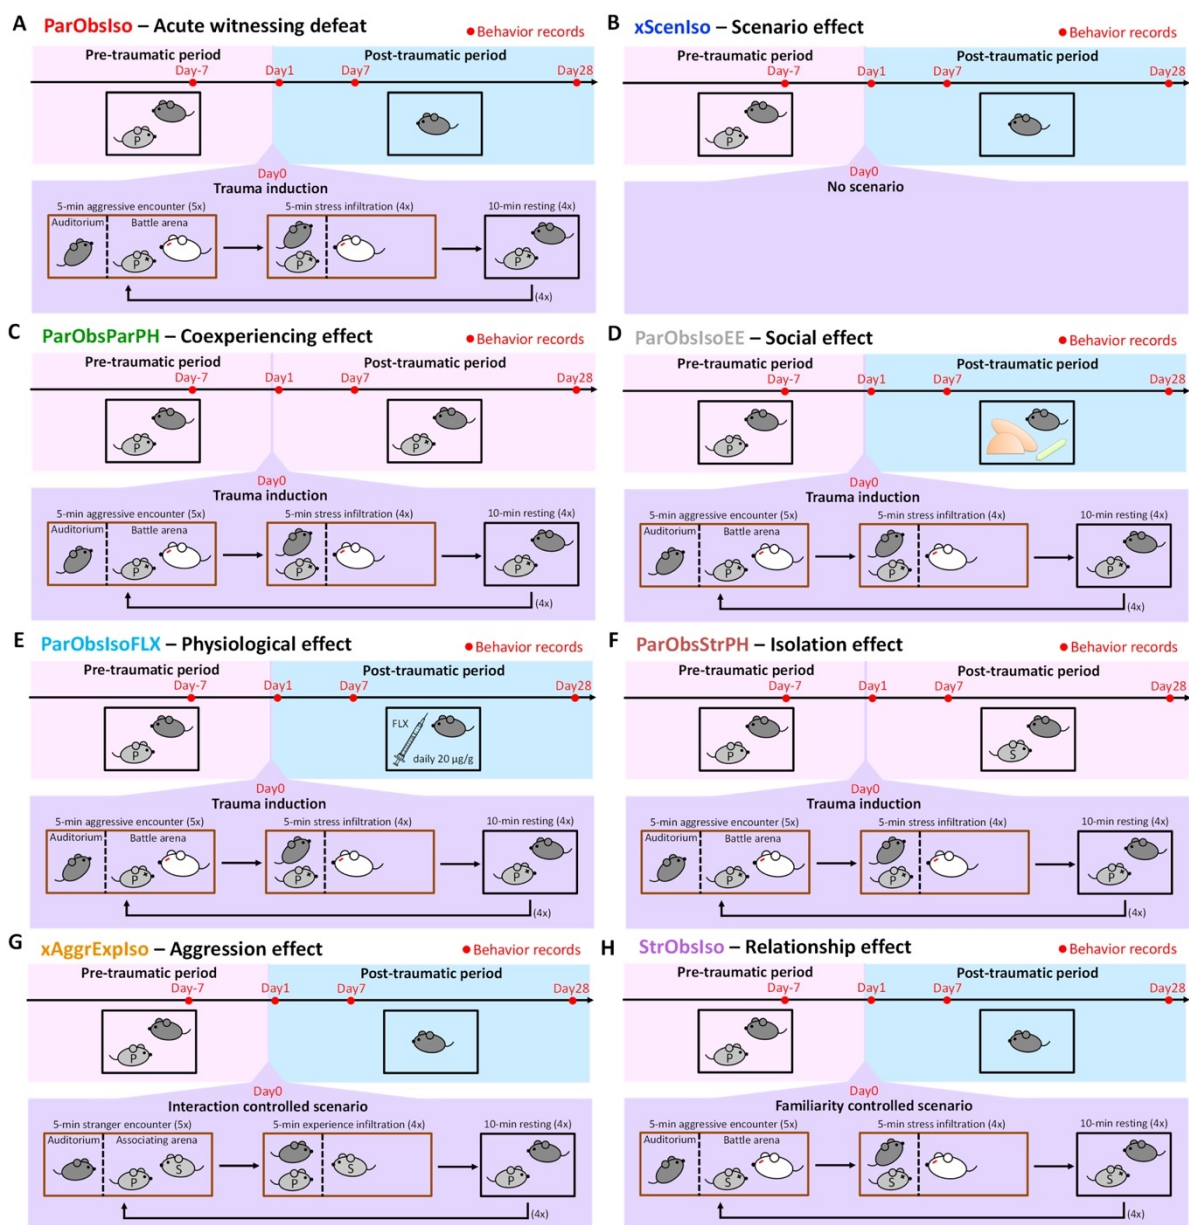 A ParObsIso – Acute witnessing defeat
Behavior records
Pre-traumatic period Post-traumatic period
Day-7 Day1 Day7 Day28
P
Day0
Trauma induction
5-min aggressive encounter (5x) 5-min stress infiltration (4x) 10-min resting (4x)
Auditorium Battle arena
P P P
(4x)
B xScenIso – Scenario effect
Behavior records
Pre-traumatic period Post-traumatic period
Day-7 Day1 Day7 Day28
P
Day0
No scenario
C ParObsParPH – Coexperiencing effect
Behavior records
Pre-traumatic period Post-traumatic period
Day-7 Day1 Day7 Day28
P P
Day0
Trauma induction
5-min aggressive encounter (5x) 5-min stress infiltration (4x) 10-min resting (4x)
Auditorium Battle arena
P P P
(4x)
D ParObsIsoEE – Social effect
Behavior records
Pre-traumatic period Post-traumatic period
Day-7 Day1 Day7 Day28
P
Day0
Trauma induction
5-min aggressive encounter (5x) 5-min stress infiltration (4x) 10-min resting (4x)
Auditorium Battle arena
P P P
(4x)
E ParObsIsoFLX – Physiological effect
Behavior records
Pre-traumatic period Post-traumatic period
Day-7 Day1 Day7 Day28
FLX
P daily 20 µg/g
Day0
Trauma induction
5-min aggressive encounter (5x) 5-min stress infiltration (4x) 10-min resting (4x)
Auditorium Battle arena
P P P
(4x)
F ParObsStrPH – Isolation effect
Behavior records
Pre-traumatic period Post-traumatic period
Day-7 Day1 Day7 Day28
P S
Day0
Trauma induction
5-min aggressive encounter (5x) 5-min stress infiltration (4x) 10-min resting (4x)
Auditorium Battle arena
P P P
(4x)
G xAggrExpIso – Aggression effect
Behavior records
Pre-traumatic period Post-traumatic period
Day-7 Day1 Day7 Day28
P
Day0
Interaction controlled scenario
5-min stranger encounter (5x) 5-min experience infiltration (4x) 10-min resting (4x)
Auditorium Associating arena
P S P S P
(4x)
H StrObsIso – Relationship effect
Behavior records
Pre-traumatic period Post-traumatic period
Day-7 Day1 Day7 Day28
P
Day0
Familiarity controlled scenario
5-min aggressive encounter (5x) 5-min stress infiltration (4x) 10-min resting (4x)
Auditorium Battle arena
S S S
(4x)